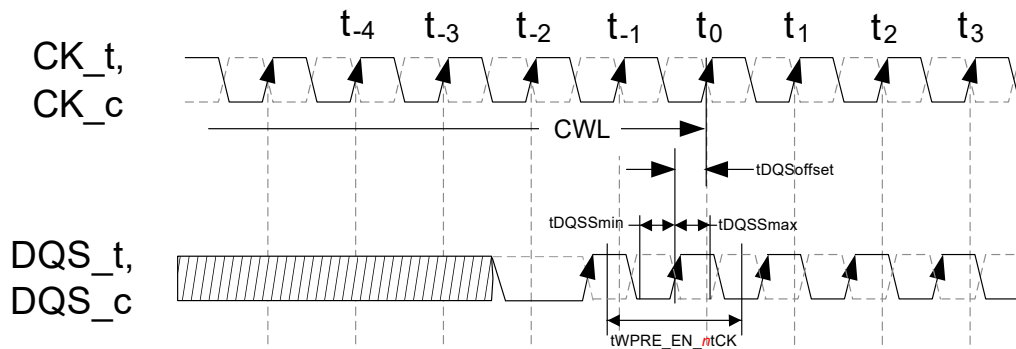 t-4 t-3 t-2 t-1 t0 t1 t2 t3
CK_t,
CK_c
CWL
tDQSoffset
tDQSSmin tDQSSmax
DQS_t,
DQS_c
tWPRE_EN_ntCK